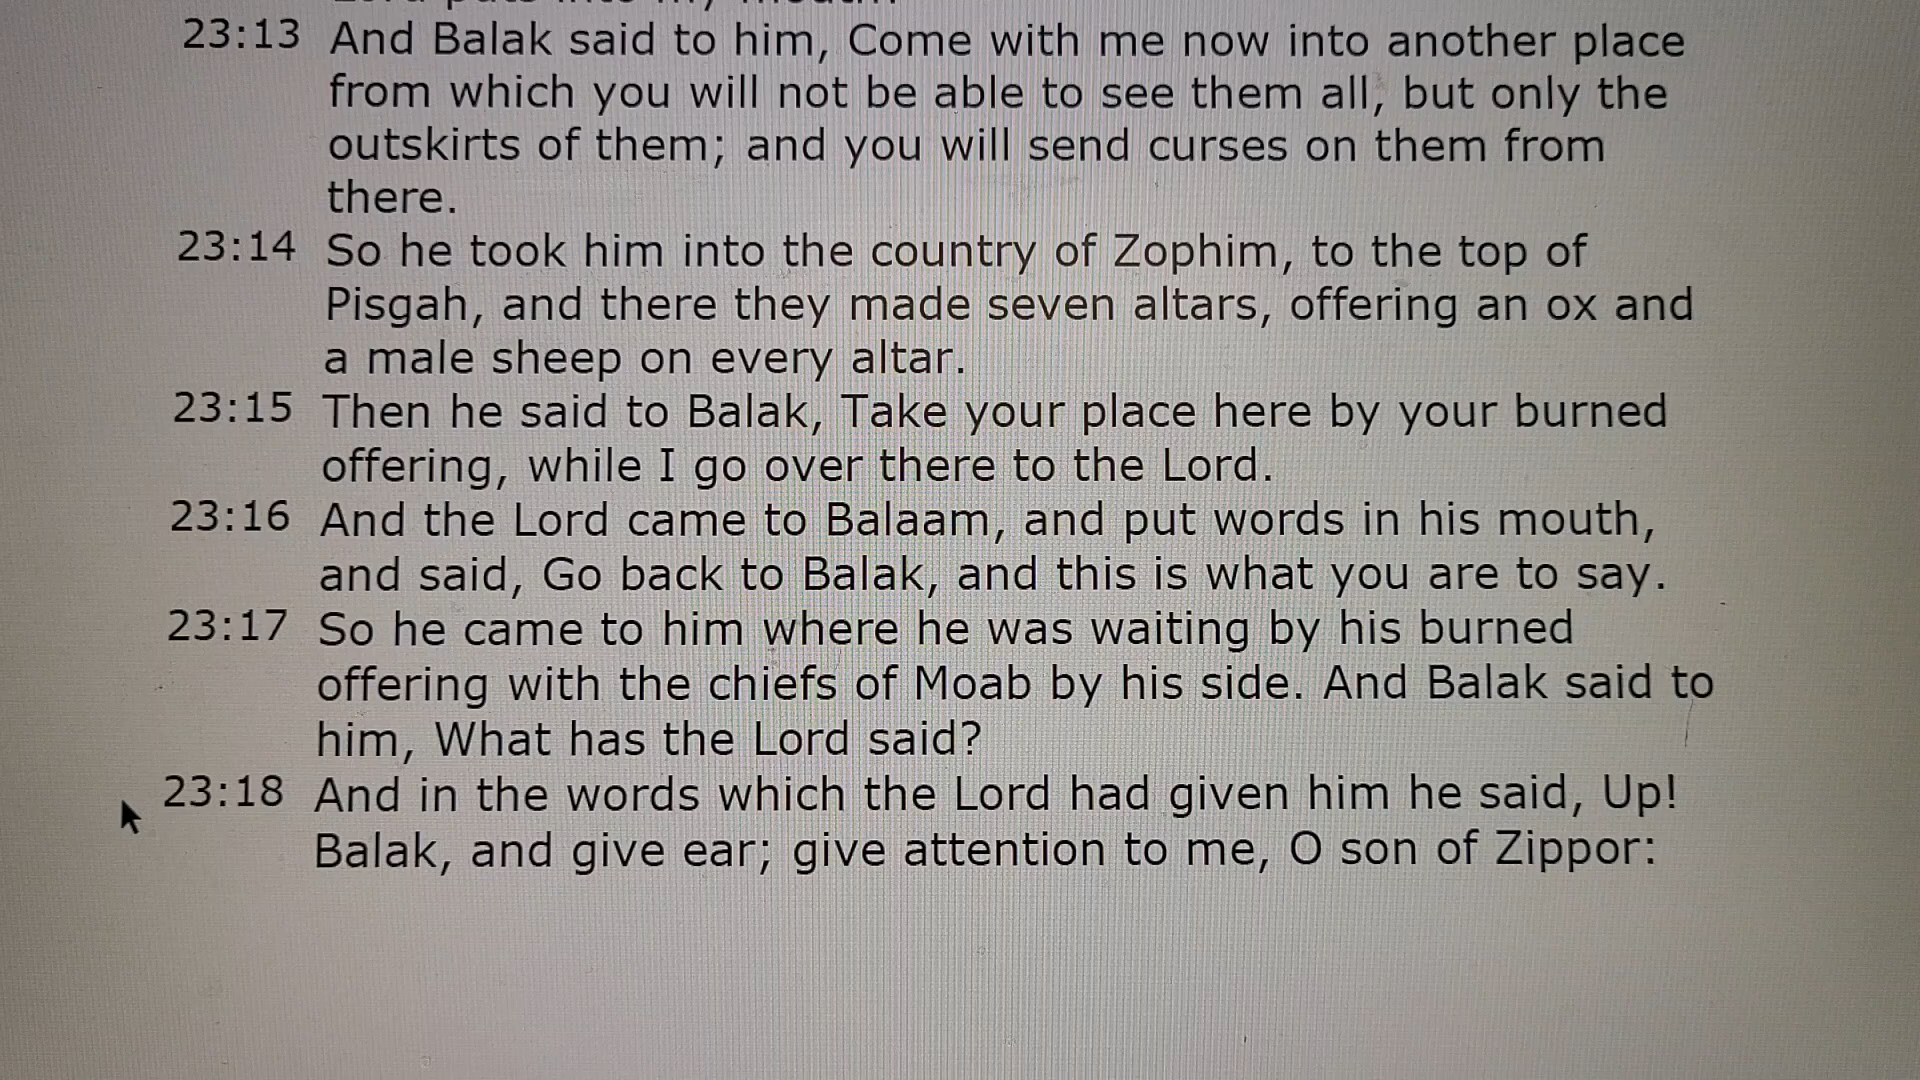 23:13 And Balak said to him, Come with me now into another place
from which you will not be able to see them all, but only the
outskirts of them; and you will send curses on them from
there.
23:14 So he took him into the country of Zophim, to the top of
Pisgah, and there they made seven altars, offering an ox and
a male sheep on every altar.
23:15 Then he said to Balak, Take your place here by your burned
offering, while I go over there to the Lord.
23:16 And the Lord came to Balaam, and put words in his mouth,
and said, Go back to Balak, and this is what you are to say.
23:17 So he came to him where he was waiting by his burned
offering with the chiefs of Moab by his side. And Balak said to
him, What has the Lord said?
23:18 And in the words which the Lord had given him he said, Up!
Balak, and give ear; give attention to me, O son of Zippor: